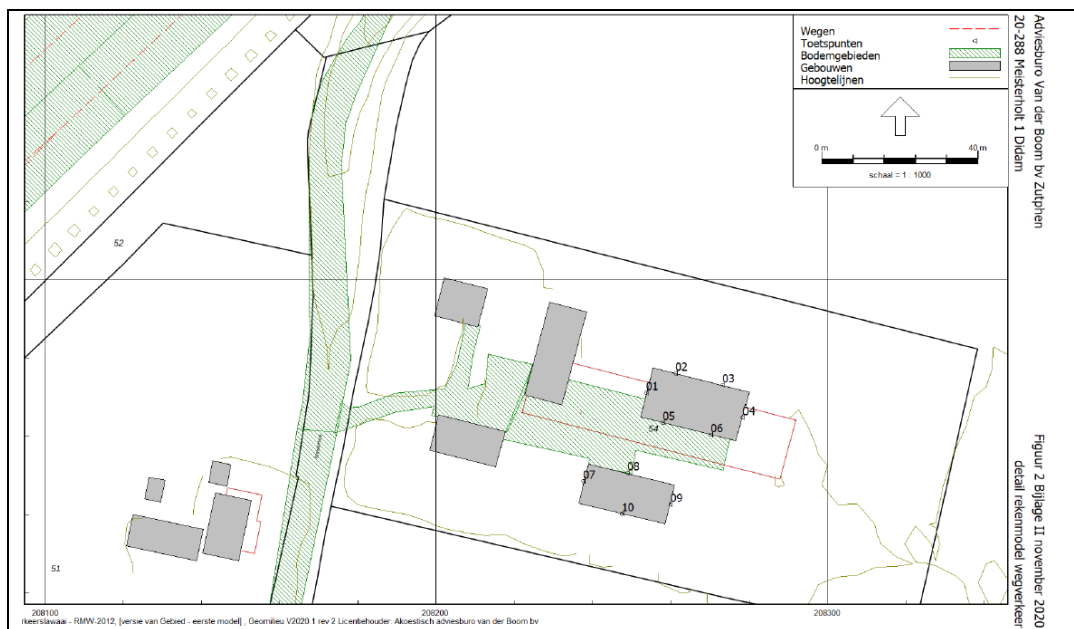 Adviesburo Van der Boom bv Zutphen
20-288 Meisterholt 1 Didam
Wegen
Toetspunten
Bodemgebieden
Gebouwen
Hoogtelijnen
0 m
40 m
schaal = 1 : 1000
52
02
03
01
04
05
54
06
07
08
09
10
51
Figuur 2 Bijlage II november 2020
detail rekenmodel wegverkeer
208100
208200
208300
rkeerslawaai - RMW-2012, [versie van Gebied - eerste model] , Geomilieu V2020.1 rev 2 Licentiehouder: Akoestisch adviesburo van der Boom bv